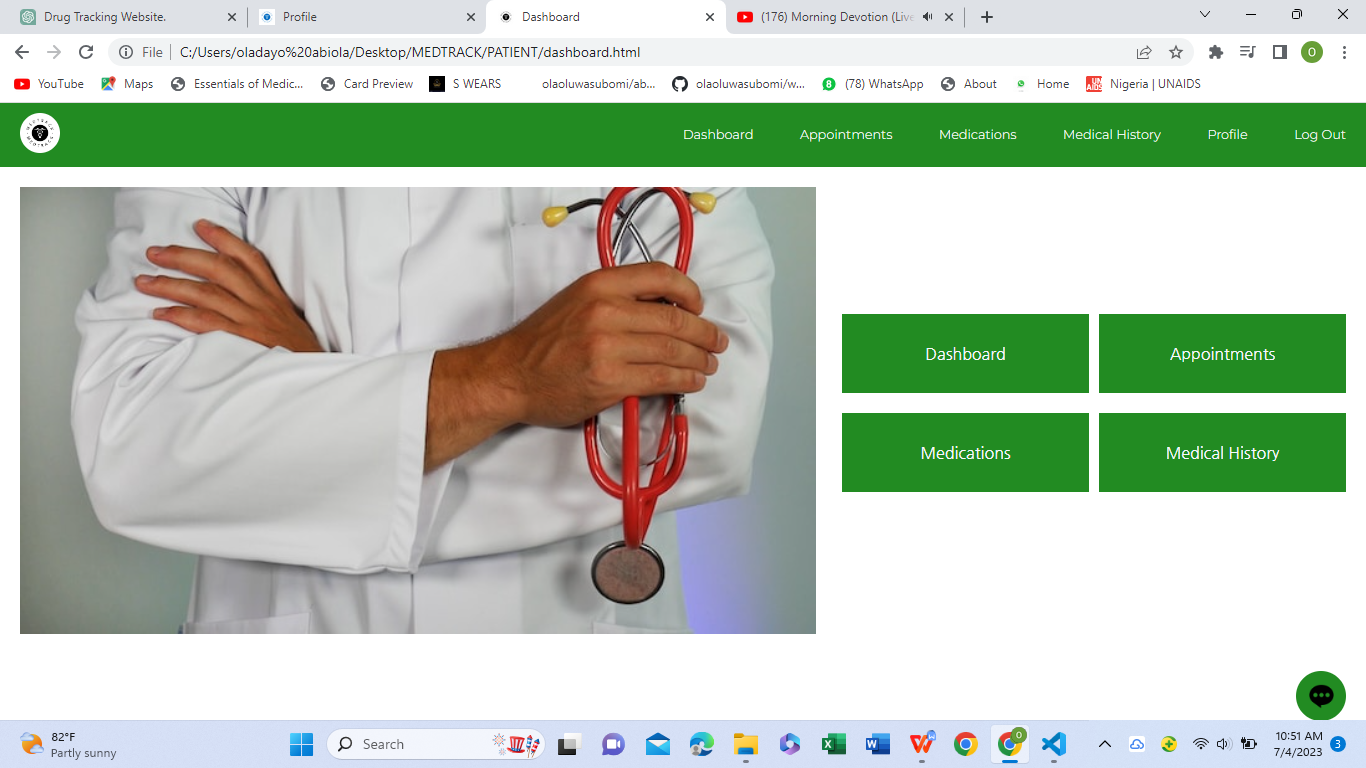 Drug Tracking Website.
Profile
Dashboard
(176) Morning Devotion (Live
File
C:/Users/oladayo%20abiola/Desktop/MEDTRACK/PATIENT/dashboard.html
O
YouTube
Maps
Essentials of Medic...
Card Preview
S WEARS
olaoluwasubomi/ab...
olaoluwasubomi/w...
8
(78) WhatsApp
About
Home
UN
AIDS
Nigeria | UNAIDS
Dashboard
Appointments
Medications
Medical History
Profile
Log Out
Dashboard
Appointments
Medications
Medical History
82°F
Partly sunny
Search
O
10:51 AM
7/4/2023
3